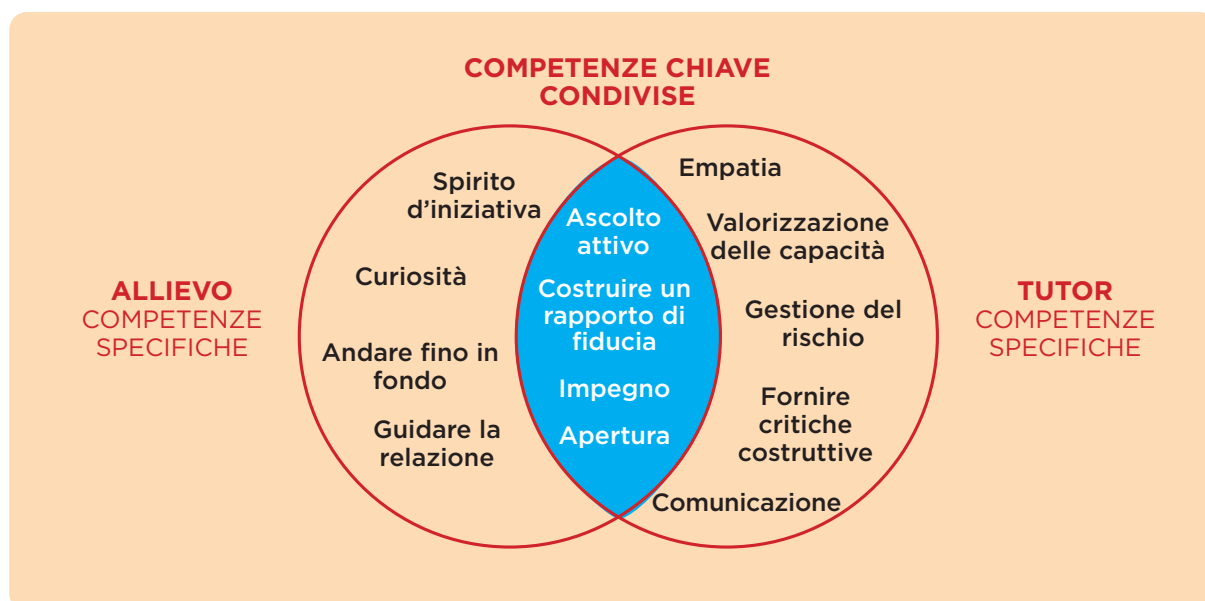 COMPETENZE CHIAVE
CONDIVISE
ALLIEVO
COMPETENZE
SPECIFICHE
Spirito
d'iniziativa
Curiosità
Andare fino in
fondo
Guidare la
relazione
Ascolto
attivo
Costruire un
rapporto di
fiducia
Impegno
Apertura
Empatia
Valorizzazione
delle capacità
Gestione del
rischio
Fornire
critiche
costruttive
Comunicazione
TUTOR
COMPETENZE
SPECIFICHE